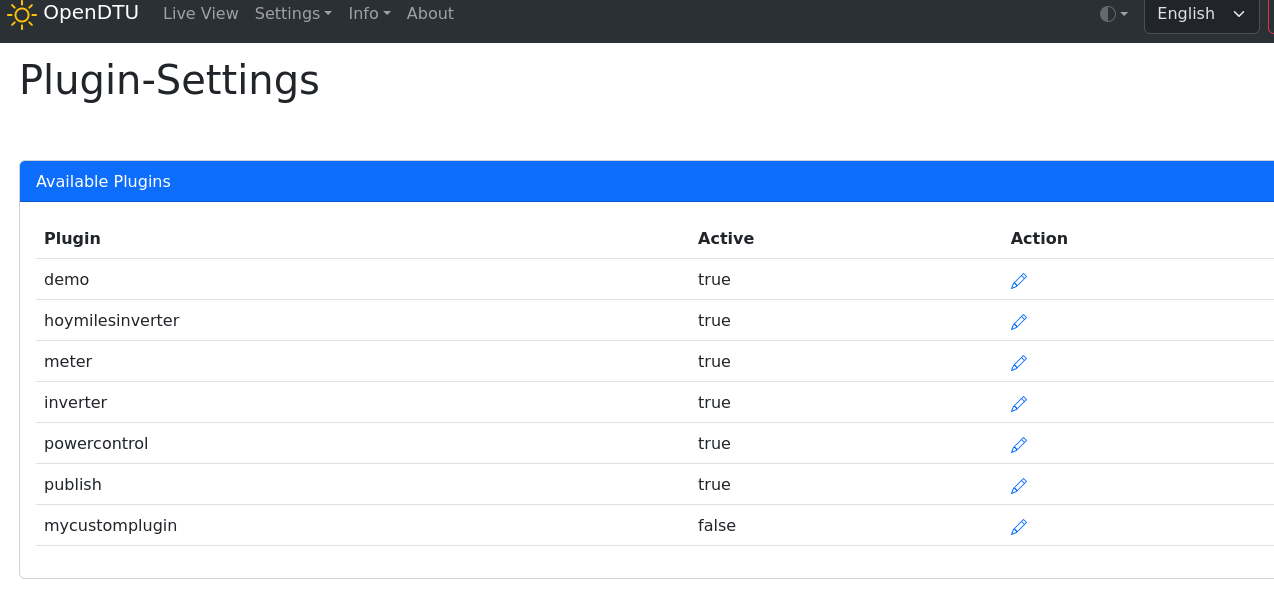 OpenDTU Live View Settings Info About English
Plugin-Settings
Available Plugins
Plugin Active Action
demo true
hoymilesinverter true
meter true
inverter true
powercontrol true
publish true
mycustomplugin false